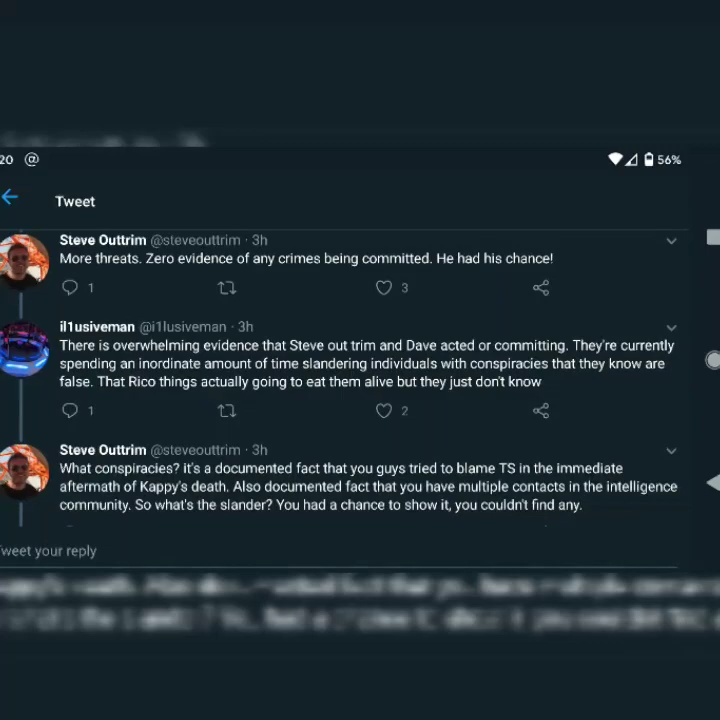 20 @ 56%
Tweet
Steve Outtrim @steveouttrim · 3h
More threats. Zero evidence of any crimes being committed. He had his chance!
1 3
il1usiveman @i1lusiveman · 3h
There is overwhelming evidence that Steve out trim and Dave acted or committing. They're currently
spending an inordinate amount of time slandering individuals with conspiracies that they know are
false. That Rico things actually going to eat them alive but they just don't know
1 2
Steve Outtrim @steveouttrim · 3h
What conspiracies? it's a documented fact that you guys tried to blame TS in the immediate
aftermath of Kappy's death. Also documented fact that you have multiple contacts in the intelligence
community. So what's the slander? You had a chance to show it, you couldn't find any.
Tweet your reply